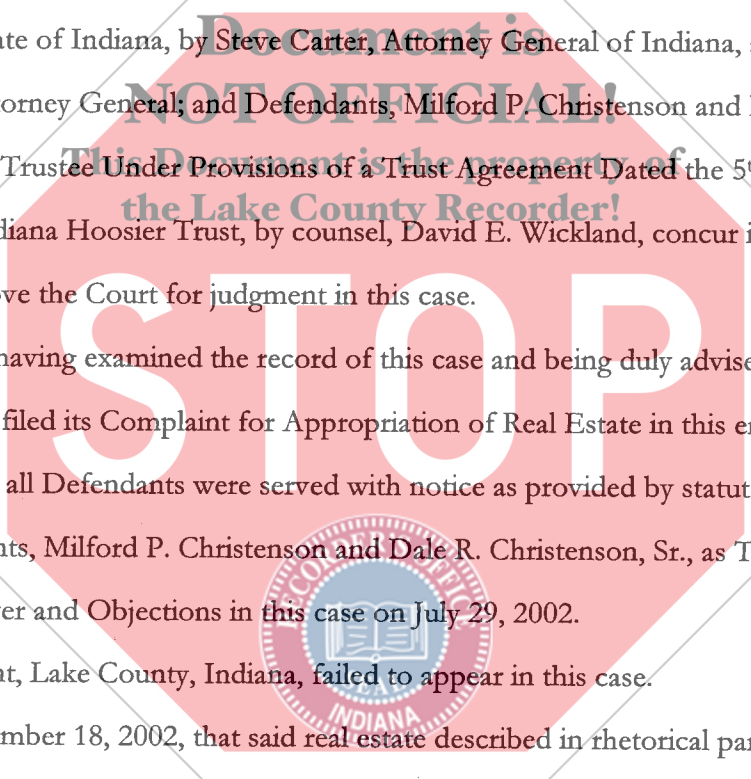 Document is
ate of Indiana, by Steve Carter, Attorney General of Indiana,
NOT OFFICIAL!
torney General; and Defendants, Milford P. Christenson and
This Document is the property of
Trustee Under Provisions of a Trust Agreement Dated the 5
the Lake County Recorder!
diana Hoosier Trust, by counsel, David E. Wickland, concur i
ve the Court for judgment in this case.
STOP
having examined the record of this case and being duly advise
filed its Complaint for Appropriation of Real Estate in this
all Defendants were served with notice as provided by statut
nts, Milford P. Christenson and Dale R. Christenson, Sr., as T
RECORDER'S OFFICE
er and Objections in this case on July 29, 2002.
nt, Lake County, Indiana, failed to appear in this case.
SEAL
INDIANA
mber 18, 2002, that said real estate described in rhetorical par